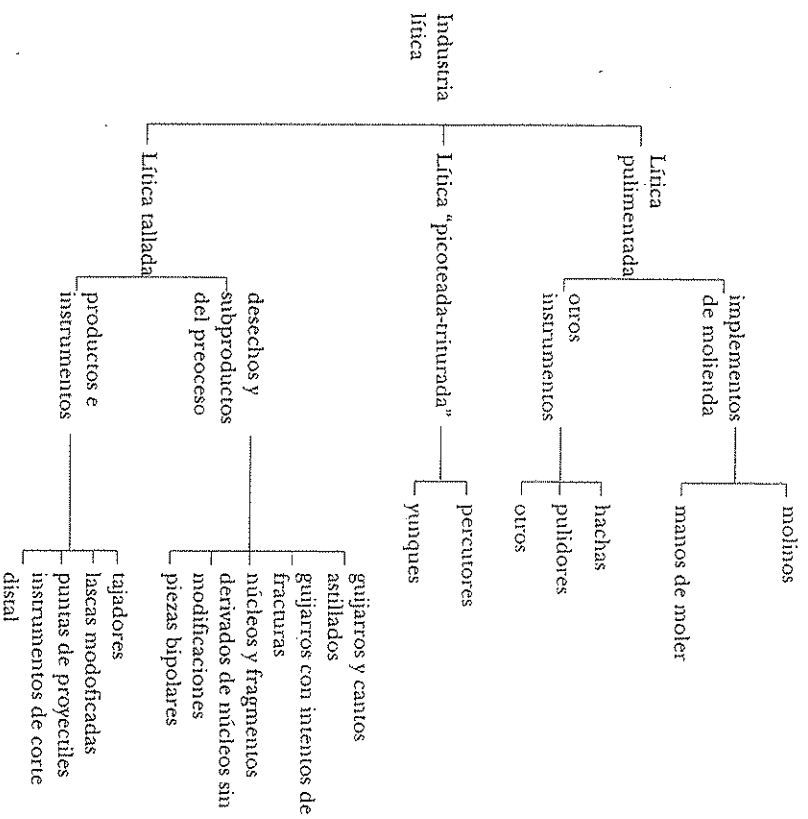 Industria
lítica
Lítica
pulimentada
implementos
de molienda
molinos
manos de moler
otros
instrumentos
hachas
pulidores
otros
Lítica "picoteada-triturada"
percutores
yunques
Lítica tallada
desechos y
subproductos
del preoceso
guijarros y cantos
astillados
guijarros con intentos de
fracturas
núcleos y fragmentos
derivados de núcleos sin
modificaciones
piezas bipolares
productos e
instrumentos
tajadores
lascas modoficadas
puntas de proyectiles
instrumentos de corte
distal